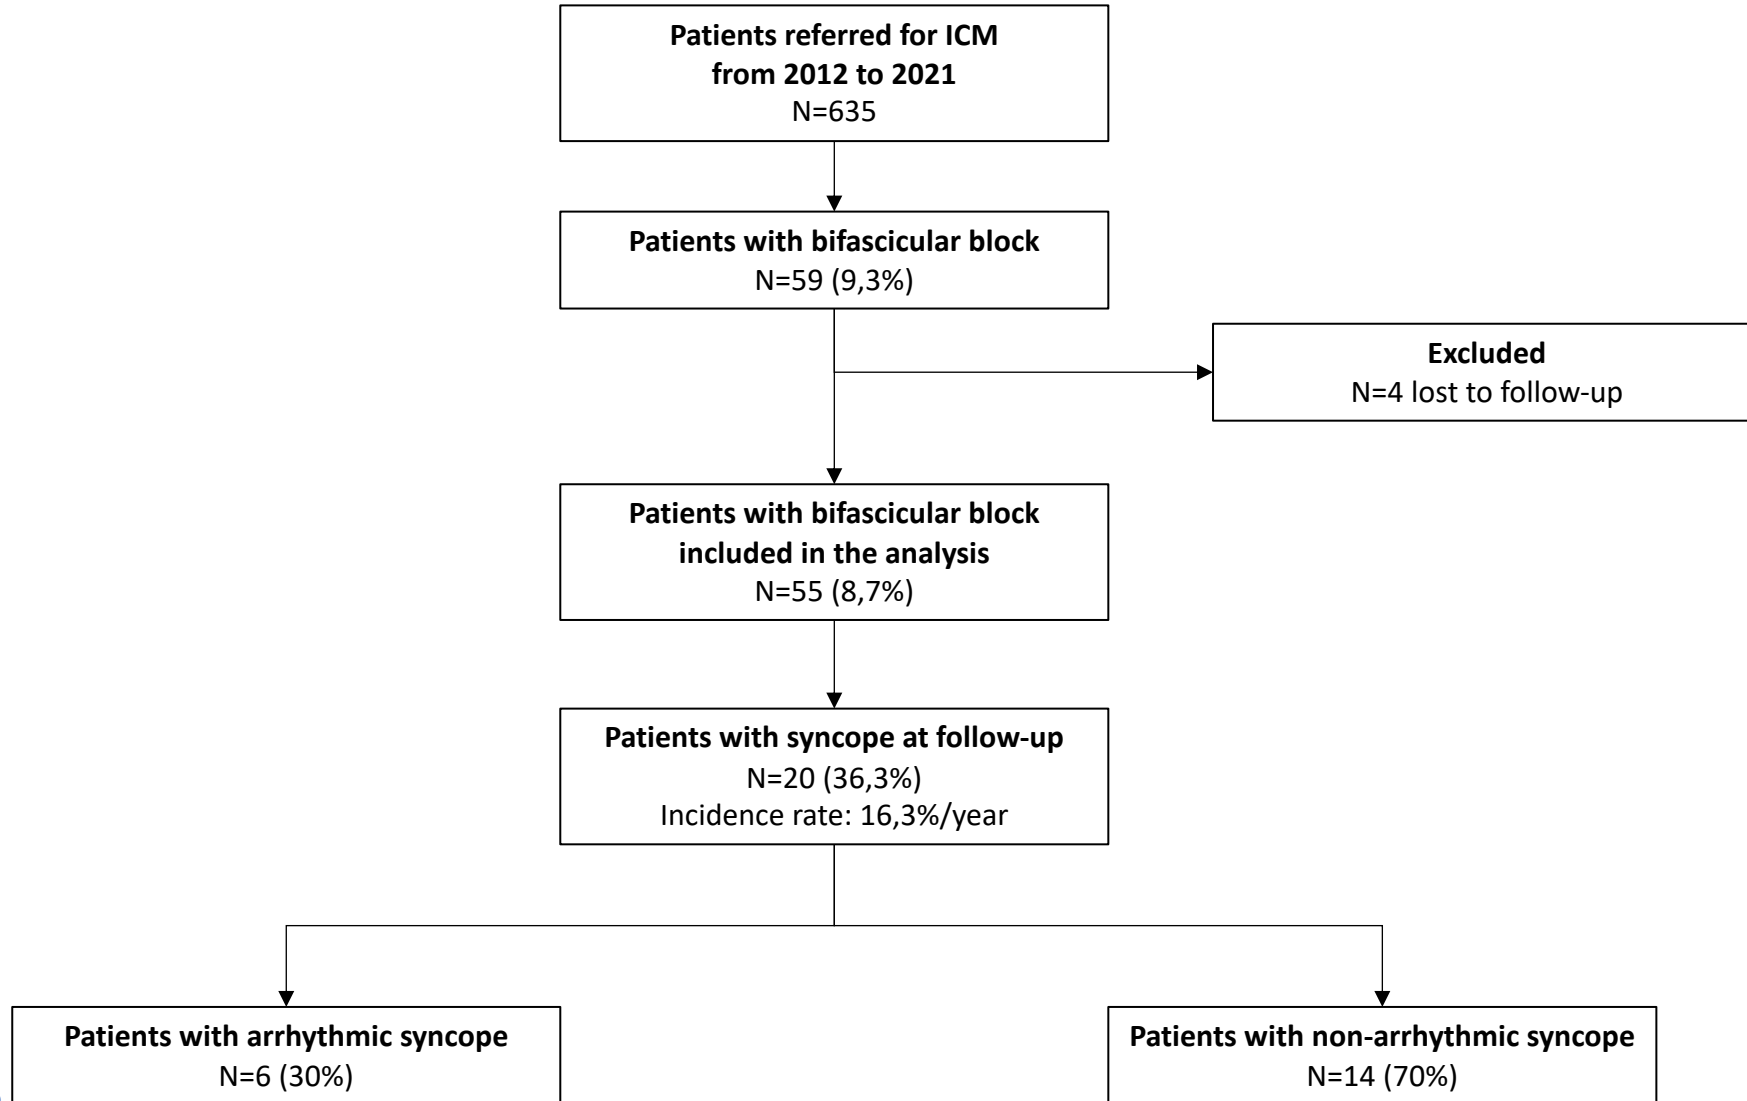 Patients referred for ICM
from 2012 to 2021
N=635
Patients with bifascicular block
N=59 (9,3%)
Excluded
N=4 lost to follow-up
Patients with bifascicular block
included in the analysis
N=55 (8,7%)
Patients with syncope at follow-up
N=20 (36,3%)
Incidence rate: 16,3%/year
Patients with arrhythmic syncope
N=6 (30%)
Patients with non-arrhythmic syncope
N=14 (70%)